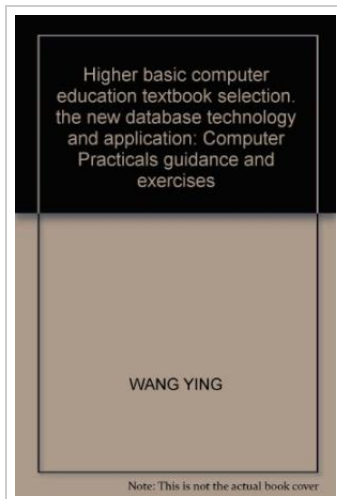 Higher basic computer
education textbook selection.
the new database technology
and application: Computer
Practicals guidance and
exercises
WANG YING
Note: This is not the actual book cover